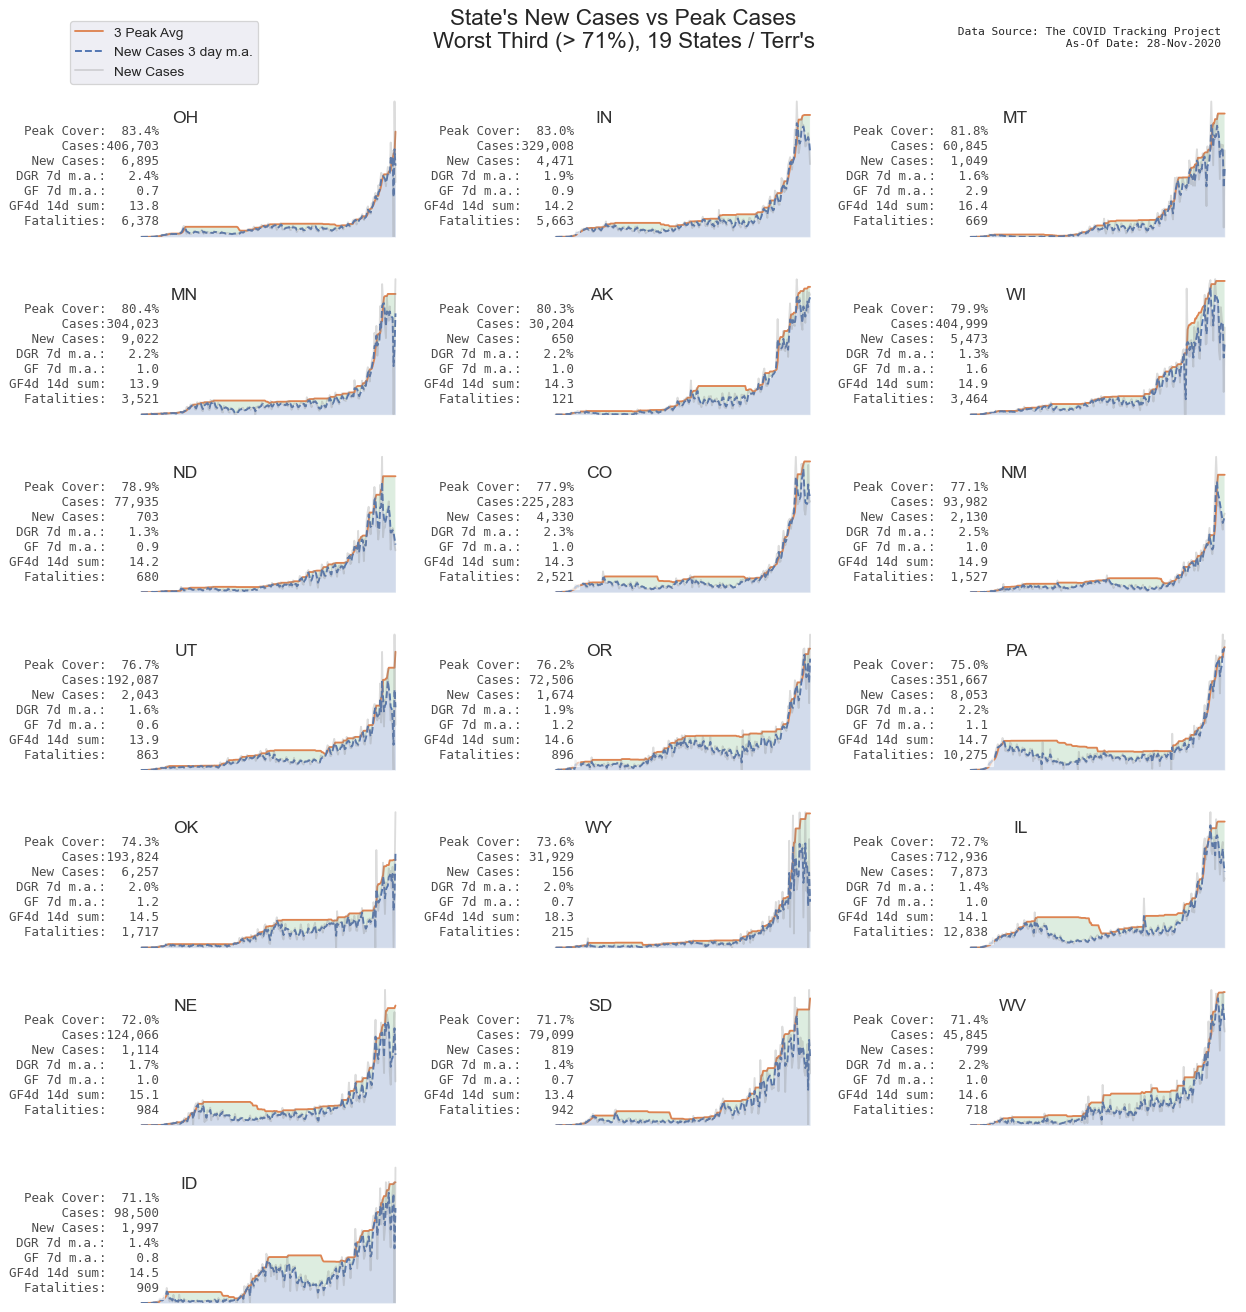 State's New Cases vs Peak Cases
Worst Third (> 71%), 19 States / Terr's
3 Peak Avg
New Cases 3 day m.a.
New Cases
Data Source: The COVID Tracking Project
As-Of Date: 28-Nov-2020
OH
Peak Cover: 83.4%
Cases:406,703
New Cases: 6,895
DGR 7d m.a.: 2.4%
GF 7d m.a.: 0.7
GF4d 14d sum: 13.8
Fatalities: 6,378
IN
Peak Cover: 83.0%
Cases:329,008
New Cases: 4,471
DGR 7d m.a.: 1.9%
GF 7d m.a.: 0.9
GF4d 14d sum: 14.2
Fatalities: 5,663
MT
Peak Cover: 81.8%
Cases: 60,845
New Cases: 1,049
DGR 7d m.a.: 1.6%
GF 7d m.a.: 2.9
GF4d 14d sum: 16.4
Fatalities: 669
MN
Peak Cover: 80.4%
Cases:304,023
New Cases: 9,022
DGR 7d m.a.: 2.2%
GF 7d m.a.: 1.0
GF4d 14d sum: 13.9
Fatalities: 3,521
AK
Peak Cover: 80.3%
Cases: 30,204
New Cases: 650
DGR 7d m.a.: 2.2%
GF 7d m.a.: 1.0
GF4d 14d sum: 14.3
Fatalities: 121
WI
Peak Cover: 79.9%
Cases:404,999
New Cases: 5,473
DGR 7d m.a.: 1.3%
GF 7d m.a.: 1.6
GF4d 14d sum: 14.9
Fatalities: 3,464
ND
Peak Cover: 78.9%
Cases: 77,935
New Cases: 703
DGR 7d m.a.: 1.3%
GF 7d m.a.: 0.9
GF4d 14d sum: 14.2
Fatalities: 680
CO
Peak Cover: 77.9%
Cases:225,283
New Cases: 4,330
DGR 7d m.a.: 2.3%
GF 7d m.a.: 1.0
GF4d 14d sum: 14.3
Fatalities: 2,521
NM
Peak Cover: 77.1%
Cases: 93,982
New Cases: 2,130
DGR 7d m.a.: 2.5%
GF 7d m.a.: 1.0
GF4d 14d sum: 14.9
Fatalities: 1,527
UT
Peak Cover: 76.7%
Cases:192,087
New Cases: 2,043
DGR 7d m.a.: 1.6%
GF 7d m.a.: 0.6
GF4d 14d sum: 13.9
Fatalities: 863
OR
Peak Cover: 76.2%
Cases: 72,506
New Cases: 1,674
DGR 7d m.a.: 1.9%
GF 7d m.a.: 1.2
GF4d 14d sum: 14.6
Fatalities: 896
PA
Peak Cover: 75.0%
Cases:351,667
New Cases: 8,053
DGR 7d m.a.: 2.2%
GF 7d m.a.: 1.1
GF4d 14d sum: 14.7
Fatalities: 10,275
OK
Peak Cover: 74.3%
Cases:193,824
New Cases: 6,257
DGR 7d m.a.: 2.0%
GF 7d m.a.: 1.2
GF4d 14d sum: 14.5
Fatalities: 1,717
WY
Peak Cover: 73.6%
Cases: 31,929
New Cases: 156
DGR 7d m.a.: 2.0%
GF 7d m.a.: 0.7
GF4d 14d sum: 18.3
Fatalities: 215
IL
Peak Cover: 72.7%
Cases:712,936
New Cases: 7,873
DGR 7d m.a.: 1.4%
GF 7d m.a.: 1.0
GF4d 14d sum: 14.1
Fatalities: 12,838
NE
Peak Cover: 72.0%
Cases:124,066
New Cases: 1,114
DGR 7d m.a.: 1.7%
GF 7d m.a.: 1.0
GF4d 14d sum: 15.1
Fatalities: 984
SD
Peak Cover: 71.7%
Cases: 79,099
New Cases: 819
DGR 7d m.a.: 1.4%
GF 7d m.a.: 0.7
GF4d 14d sum: 13.4
Fatalities: 942
WV
Peak Cover: 71.4%
Cases: 45,845
New Cases: 799
DGR 7d m.a.: 2.2%
GF 7d m.a.: 1.0
GF4d 14d sum: 14.6
Fatalities: 718
ID
Peak Cover: 71.1%
Cases: 98,500
New Cases: 1,997
DGR 7d m.a.: 1.4%
GF 7d m.a.: 0.8
GF4d 14d sum: 14.5
Fatalities: 909